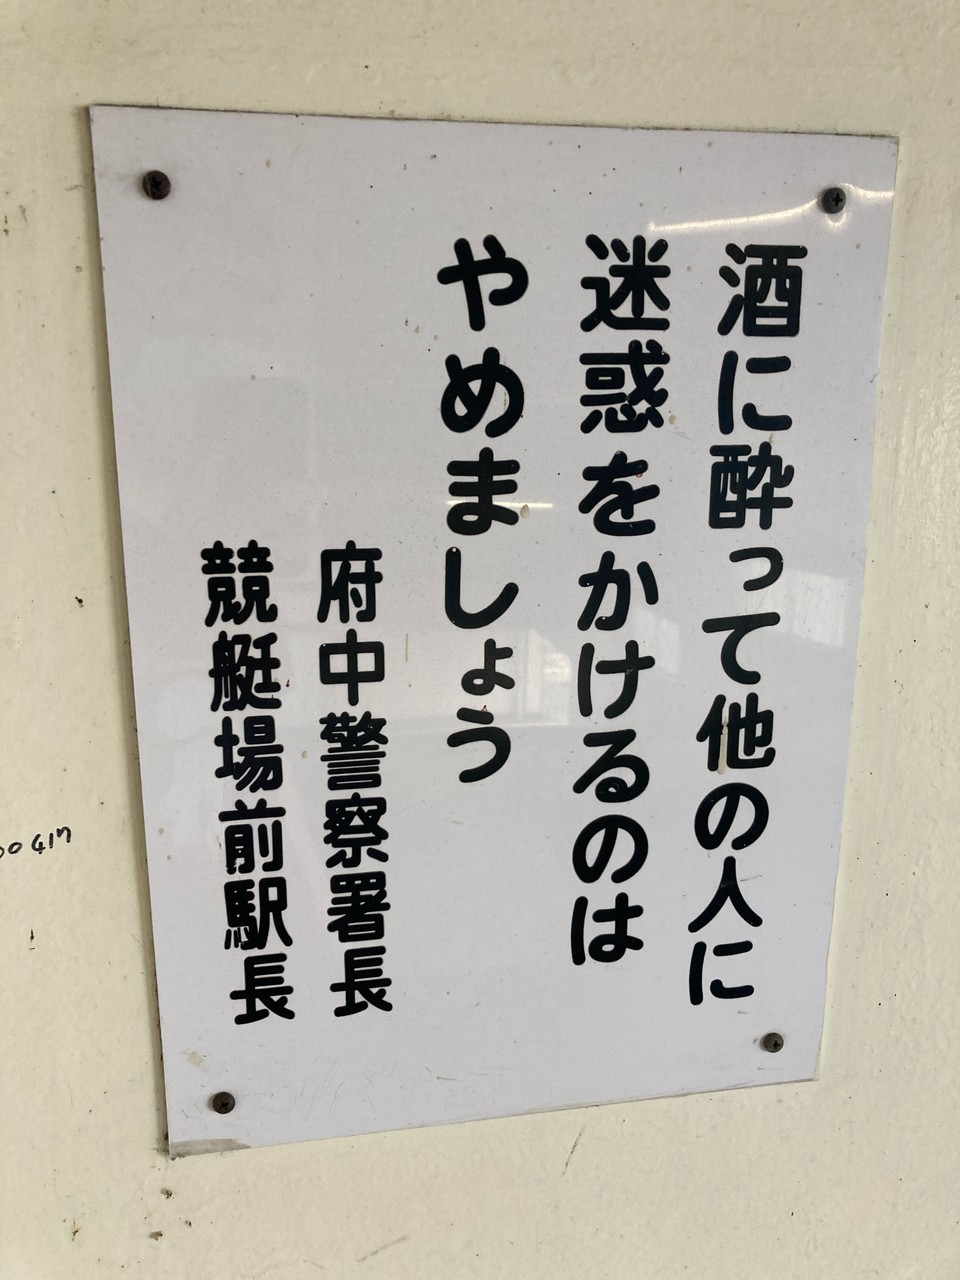 酒に酔って他の人に
迷惑をかけるのは
やめましょう
府中警察署長
競艇場前駅長